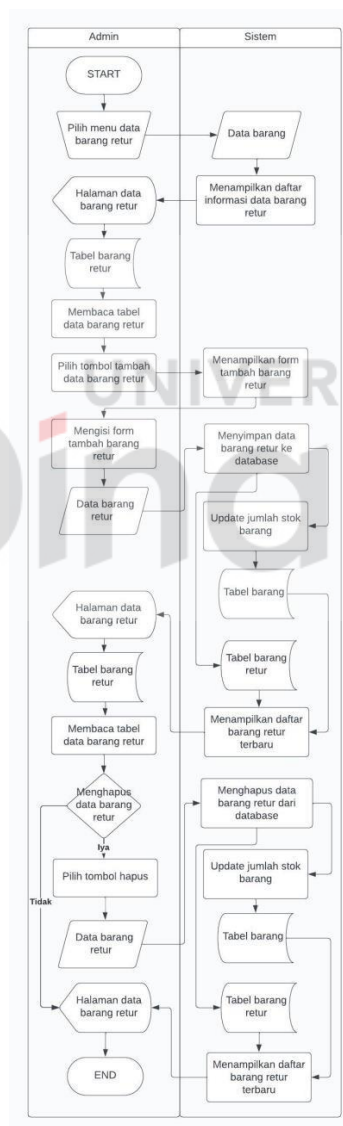 Admin
Sistem
START
Pilih menu data
barang retur
Data barang
Menampilkan daftar
informasi data barang
retur
Halaman data
barang retur
Tabel barang
retur
Membaca tabel
data barang retur
Pilih tombol tambah
data barang retur
Menampilkan form
tambah barang
retur
UNIVER
Mengisi form
tambah barang
retur
Data barang
retur
Menyimpan data
barang retur ke
database
Update jumlah stok
barang
Tabel barang
Tabel barang
retur
Menampilkan daftar
barang retur
terbaru
Halaman data
barang retur
Tabel barang
retur
Membaca tabel
data barang retur
Menghapus
data barang
retur
Iya
Tidak
Pilih tombol hapus
Data barang
retur
Menghapus data
barang retur dari
database
Update jumlah stok
barang
Tabel barang
Tabel barang
retur
Menampilkan daftar
barang retur
terbaru
Halaman data
barang retur
END